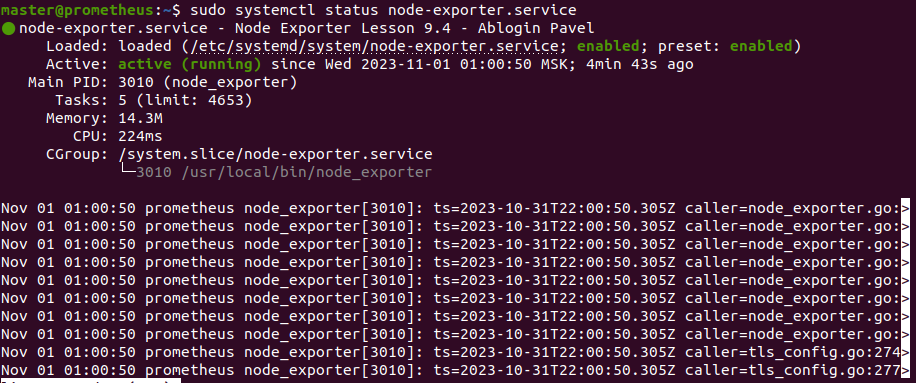 master@prometheus:~$ sudo systemctl status node-exporter.service
● node-exporter.service - Node Exporter Lesson 9.4 - Ablogin Pavel
Loaded: loaded (/etc/systemd/system/node-exporter.service; enabled; preset: enabled)
Active: active (running) since Wed 2023-11-01 01:00:50 MSK; 4min 43s ago
Main PID: 3010 (node_exporter)
Tasks: 5 (limit: 4653)
Memory: 14.3M
CPU: 224ms
CGroup: /system.slice/node-exporter.service
└─3010 /usr/local/bin/node_exporter
Nov 01 01:00:50 prometheus node_exporter[3010]: ts=2023-10-31T22:00:50.305Z caller=node_exporter.go:>
Nov 01 01:00:50 prometheus node_exporter[3010]: ts=2023-10-31T22:00:50.305Z caller=node_exporter.go:>
Nov 01 01:00:50 prometheus node_exporter[3010]: ts=2023-10-31T22:00:50.305Z caller=node_exporter.go:>
Nov 01 01:00:50 prometheus node_exporter[3010]: ts=2023-10-31T22:00:50.305Z caller=node_exporter.go:>
Nov 01 01:00:50 prometheus node_exporter[3010]: ts=2023-10-31T22:00:50.305Z caller=node_exporter.go:>
Nov 01 01:00:50 prometheus node_exporter[3010]: ts=2023-10-31T22:00:50.305Z caller=node_exporter.go:>
Nov 01 01:00:50 prometheus node_exporter[3010]: ts=2023-10-31T22:00:50.305Z caller=node_exporter.go:>
Nov 01 01:00:50 prometheus node_exporter[3010]: ts=2023-10-31T22:00:50.305Z caller=node_exporter.go:>
Nov 01 01:00:50 prometheus node_exporter[3010]: ts=2023-10-31T22:00:50.305Z caller=tls_config.go:274>
Nov 01 01:00:50 prometheus node_exporter[3010]: ts=2023-10-31T22:00:50.305Z caller=tls_config.go:277>